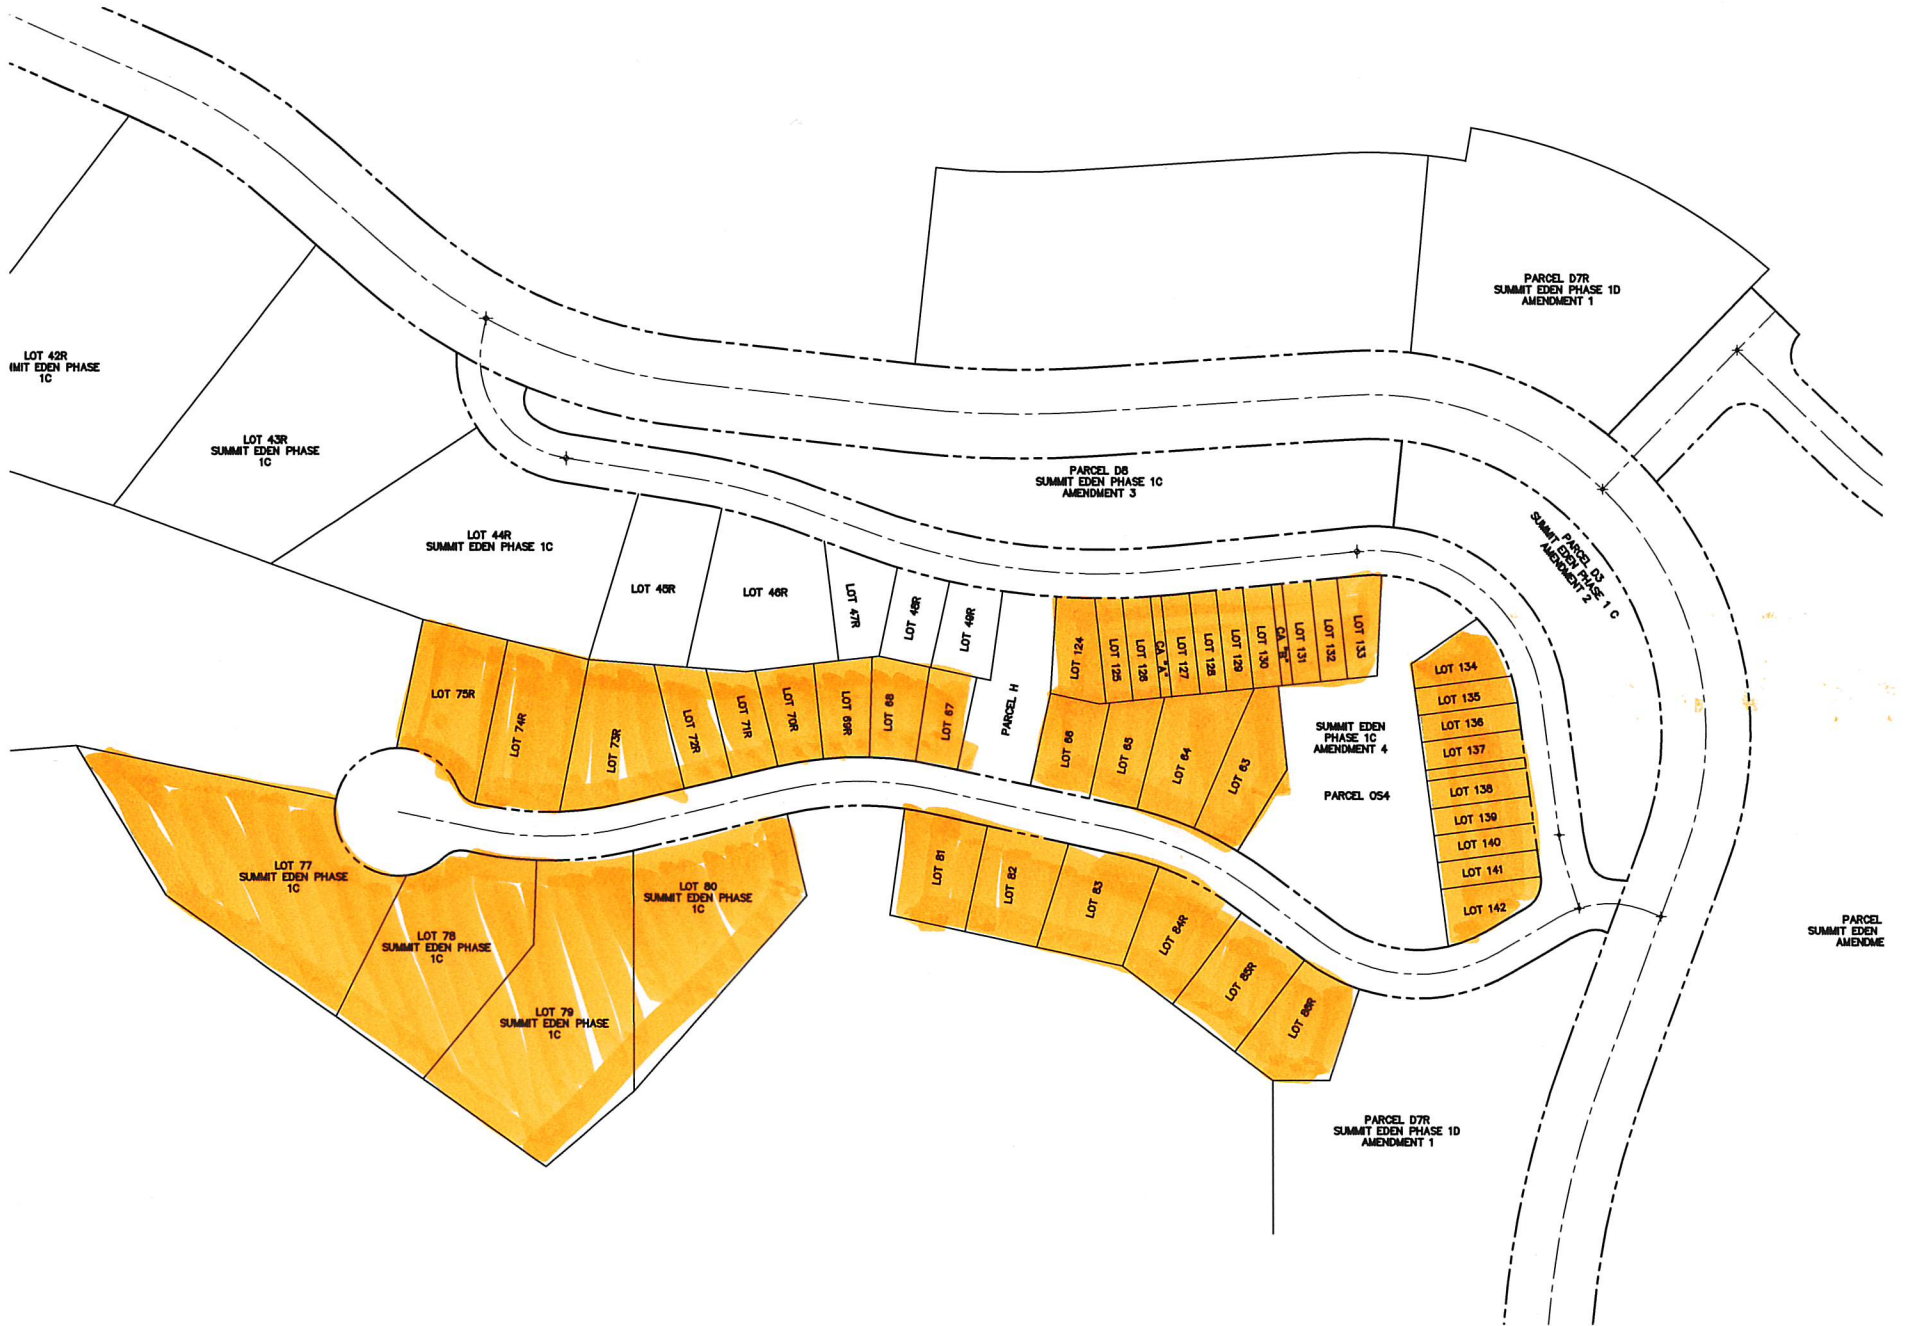 PARCEL D7R
SUMMIT EDEN PHASE 1D
AMENDMENT 1
LOT 42R
MIT EDEN PHASE
1C
LOT 43R
SUMMIT EDEN PHASE
1C
PARCEL D8
SUMMIT EDEN PHASE 1C
AMENDMENT 3
PARCEL D3
SUMMIT EDEN PHASE 1 C
AMENDMENT 2
LOT 44R
SUMMIT EDEN PHASE 1C
LOT 45R
LOT 46R
LOT 47R
LOT 48R
LOT 49R
LOT 124
LOT 125
LOT 126
CA "A"
LOT 127
LOT 128
LOT 129
LOT 130
CA "B"
LOT 131
LOT 132
LOT 133
LOT 75R
LOT 74R
LOT 73R
LOT 72R
LOT 71R
LOT 70R
LOT 69R
LOT 68
LOT 67
PARCEL H
LOT 66
LOT 65
LOT 64
LOT 63
SUMMIT EDEN
PHASE 1C
AMENDMENT 4
PARCEL OS4
LOT 134
LOT 135
LOT 136
LOT 137
LOT 138
LOT 139
LOT 140
LOT 141
LOT 142
LOT 77
SUMMIT EDEN PHASE
1C
LOT 78
SUMMIT EDEN PHASE
1C
LOT 79
SUMMIT EDEN PHASE
1C
LOT 80
SUMMIT EDEN PHASE
1C
LOT 81
LOT 82
LOT 83
LOT 84R
LOT 85R
LOT 86R
PARCEL
SUMMIT EDEN
AMENDME
PARCEL D7R
SUMMIT EDEN PHASE 1D
AMENDMENT 1